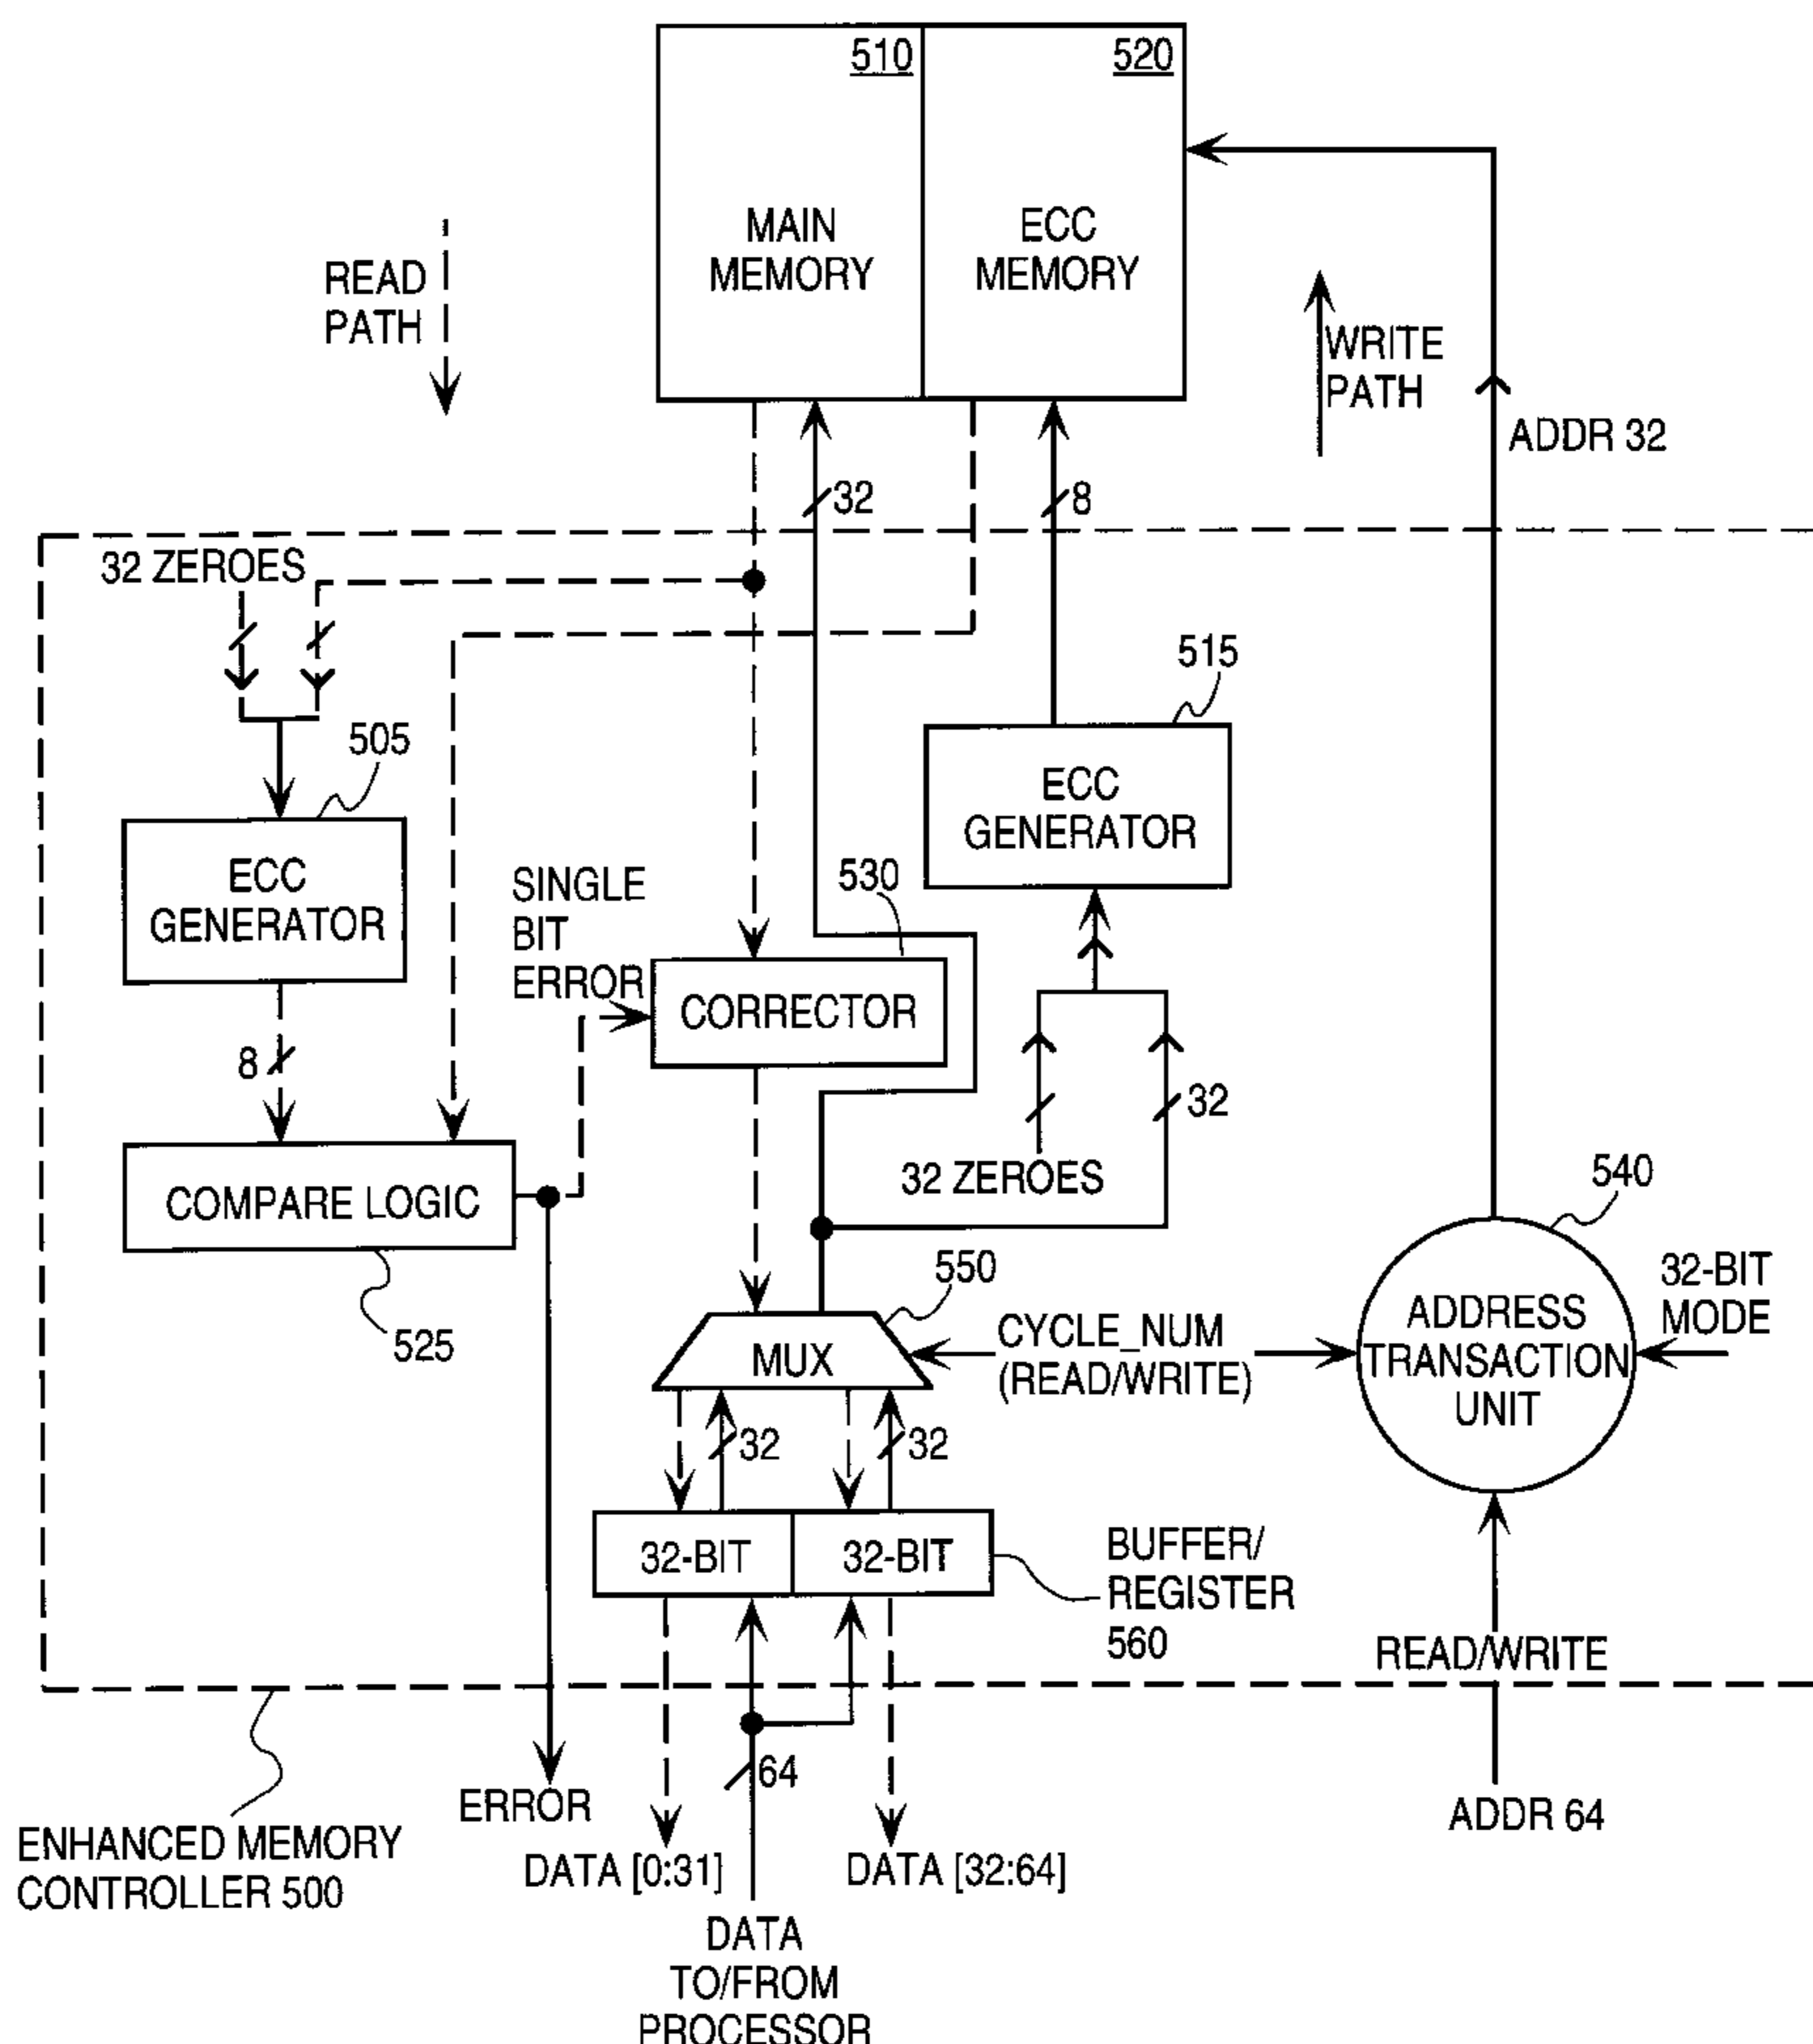 510
520
MAIN
MEMORY
ECC
MEMORY
READ
PATH
WRITE
PATH
ADDR 32
32
8
32 ZEROES
515
505
ECC
GENERATOR
530
ECC
GENERATOR
SINGLE
BIT
ERROR
CORRECTOR
8
32
32 ZEROES
540
COMPARE LOGIC
550
32-BIT
MODE
525
MUX
CYCLE_NUM
(READ/WRITE)
ADDRESS
TRANSACTION
UNIT
32
32
32-BIT
32-BIT
BUFFER/
REGISTER
560
READ/WRITE
64
ERROR
ADDR 64
ENHANCED MEMORY
CONTROLLER 500
DATA [0:31]
DATA [32:64]
DATA
TO/FROM
PROCESSOR